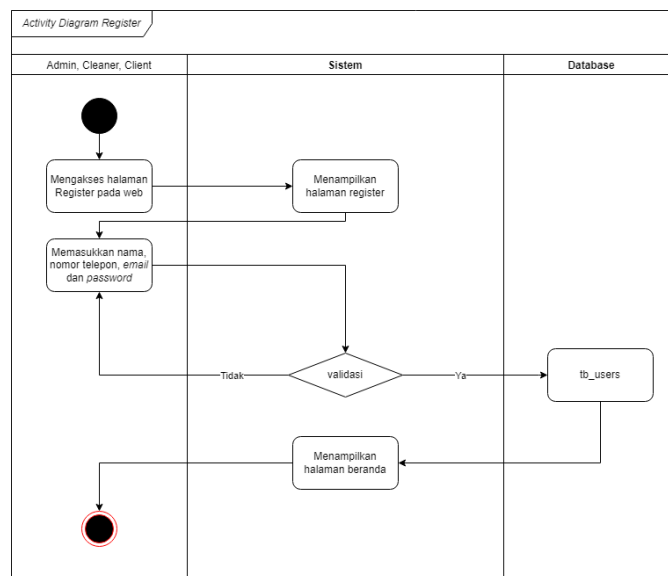 Activity Diagram Register
Admin, Cleaner, Client
Sistem
Database
Mengakses halaman
Register pada web
Menampilkan
halaman register
Memasukkan nama,
nomor telepon, email
dan password
Tidak
validasi
Ya
tb_users
Menampilkan
halaman beranda